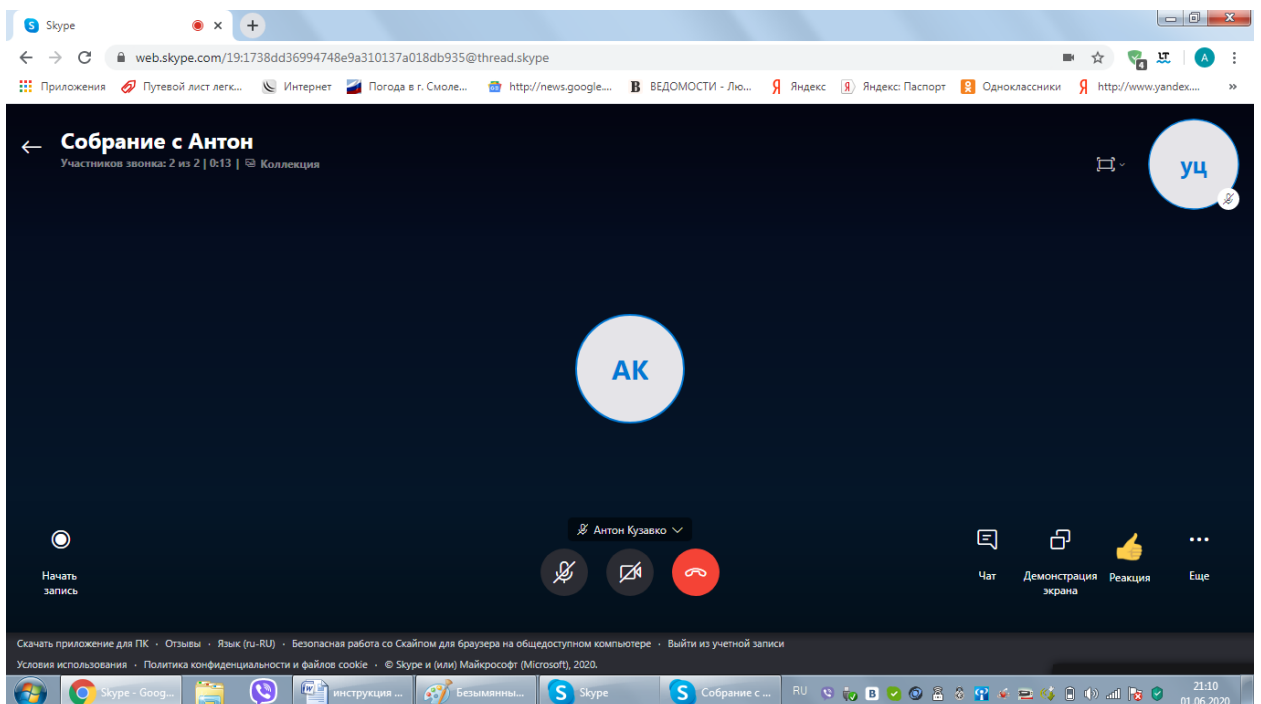 Skype
web.skype.com/19:1738dd36994748e9a310137a018db935@thread.skype
A
4
Приложения Путевой лист легк... Интернет Погода в г. Смоле... http://news.google.... ВЕДОМОСТИ - Лю... Яндекс Яндекс: Паспорт Одноклассники http://www.yandex.... »
Собрание с Антон
Участников звонка: 2 из 2 | 0:13 | Коллекция
уц
АК
Антон Кузавко
Начать
запись
Чат
Демонстрация
экрана
Реакция
Еще
Скачать приложение для ПК · Отзывы · Язык (ru-RU) · Безопасная работа со Скайпом для браузера на общедоступном компьютере · Выйти из учетной записи
Условия использования · Политика конфиденциальности и файлов cookie · © Skype и (или) Майкрософт (Microsoft), 2020.
Skype - Goog... инструкция ... Безымянны... Skype Собрание с ... RU 21:10
01.06.2020